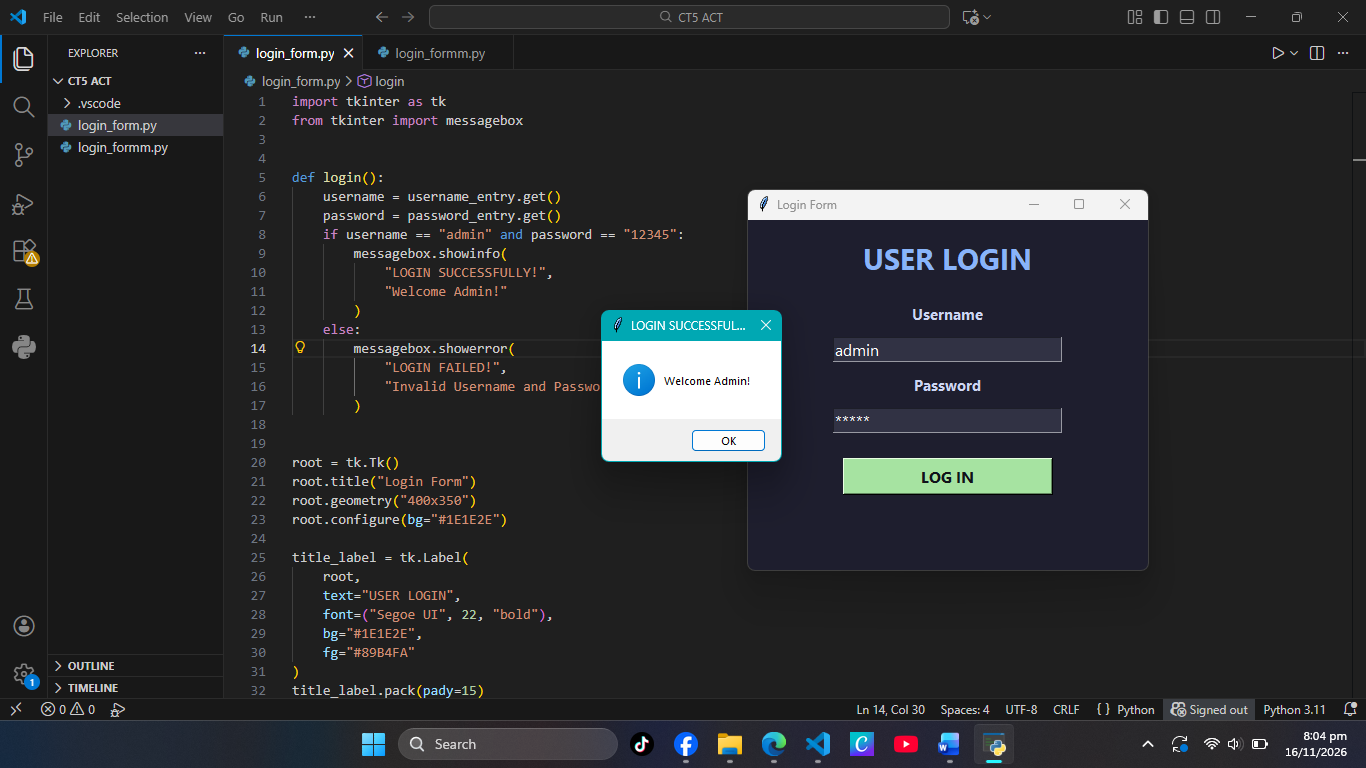 File Edit Selection View Go Run ···
CT5 ACT
EXPLORER ···
login_form.py
login_formm.py
CT5 ACT
.vscode
login_form.py
login_formm.py
OUTLINE
TIMELINE
login_form.py > login
1 import tkinter as tk
2 from tkinter import messagebox
3
4
5 def login():
6 username = username_entry.get()
7 password = password_entry.get()
8 if username == "admin" and password == "12345":
9 messagebox.showinfo(
10 "LOGIN SUCCESSFULLY!",
11 "Welcome Admin!"
12 )
13 else:
14 messagebox.showerror(
15 "LOGIN FAILED!",
16 "Invalid Username and Passwo
17 )
18
19
20 root = tk.Tk()
21 root.title("Login Form")
22 root.geometry("400x350")
23 root.configure(bg="#1E1E2E")
24
25 title_label = tk.Label(
26 root,
27 text="USER LOGIN",
28 font=("Segoe UI", 22, "bold"),
29 bg="#1E1E2E",
30 fg="#89B4FA"
31 )
32 title_label.pack(pady=15)
LOGIN SUCCESSFUL...
Welcome Admin!
OK
Login Form
USER LOGIN
Username
admin
Password
*****
LOG IN
0 0
Ln 14, Col 30 Spaces: 4 UTF-8 CRLF { } Python Signed out Python 3.11
1
Search
8:04 pm
16/11/2026